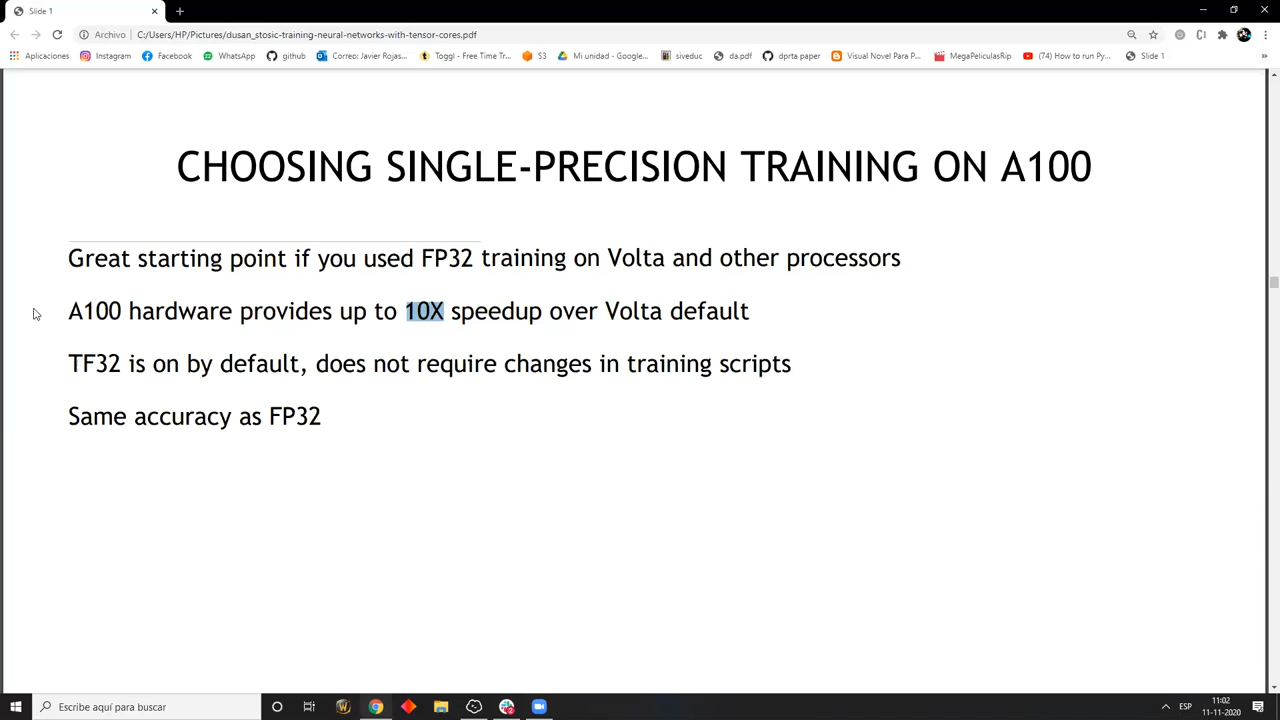 Slide 1
Archivo | C:/Users/HP/Pictures/dusan_stosic-training-neural-networks-with-tensor-cores.pdf
Aplicaciones Instagram Facebook WhatsApp github Correo: Javier Rojas... Toggl - Free Time Tr... S3 Mi unidad - Google... siveduc da.pdf dprta paper Visual Novel Para P... MegaPeliculasRip (74) How to run Py... Slide 1 »
CHOOSING SINGLE-PRECISION TRAINING ON A100
Great starting point if you used FP32 training on Volta and other processors
A100 hardware provides up to 10X speedup over Volta default
TF32 is on by default, does not require changes in training scripts
Same accuracy as FP32
Escribe aquí para buscar
ESP
11:02
11-11-2020